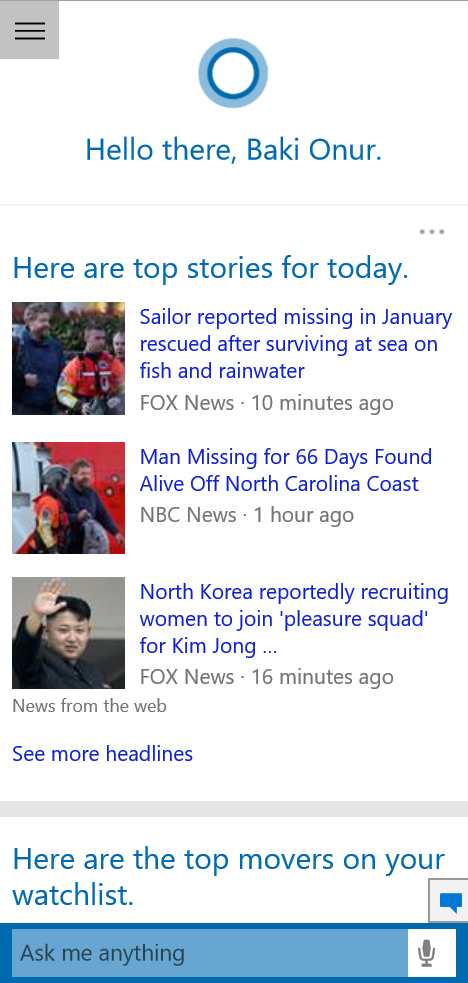 Hello there, Baki Onur.
Here are top stories for today.
Sailor reported missing in January
rescued after surviving at sea on
fish and rainwater
FOX News · 10 minutes ago
Man Missing for 66 Days Found
Alive Off North Carolina Coast
NBC News · 1 hour ago
North Korea reportedly recruiting
women to join 'pleasure squad'
for Kim Jong ...
FOX News · 16 minutes ago
News from the web
See more headlines
Here are the top movers on your
watchlist.
Ask me anything